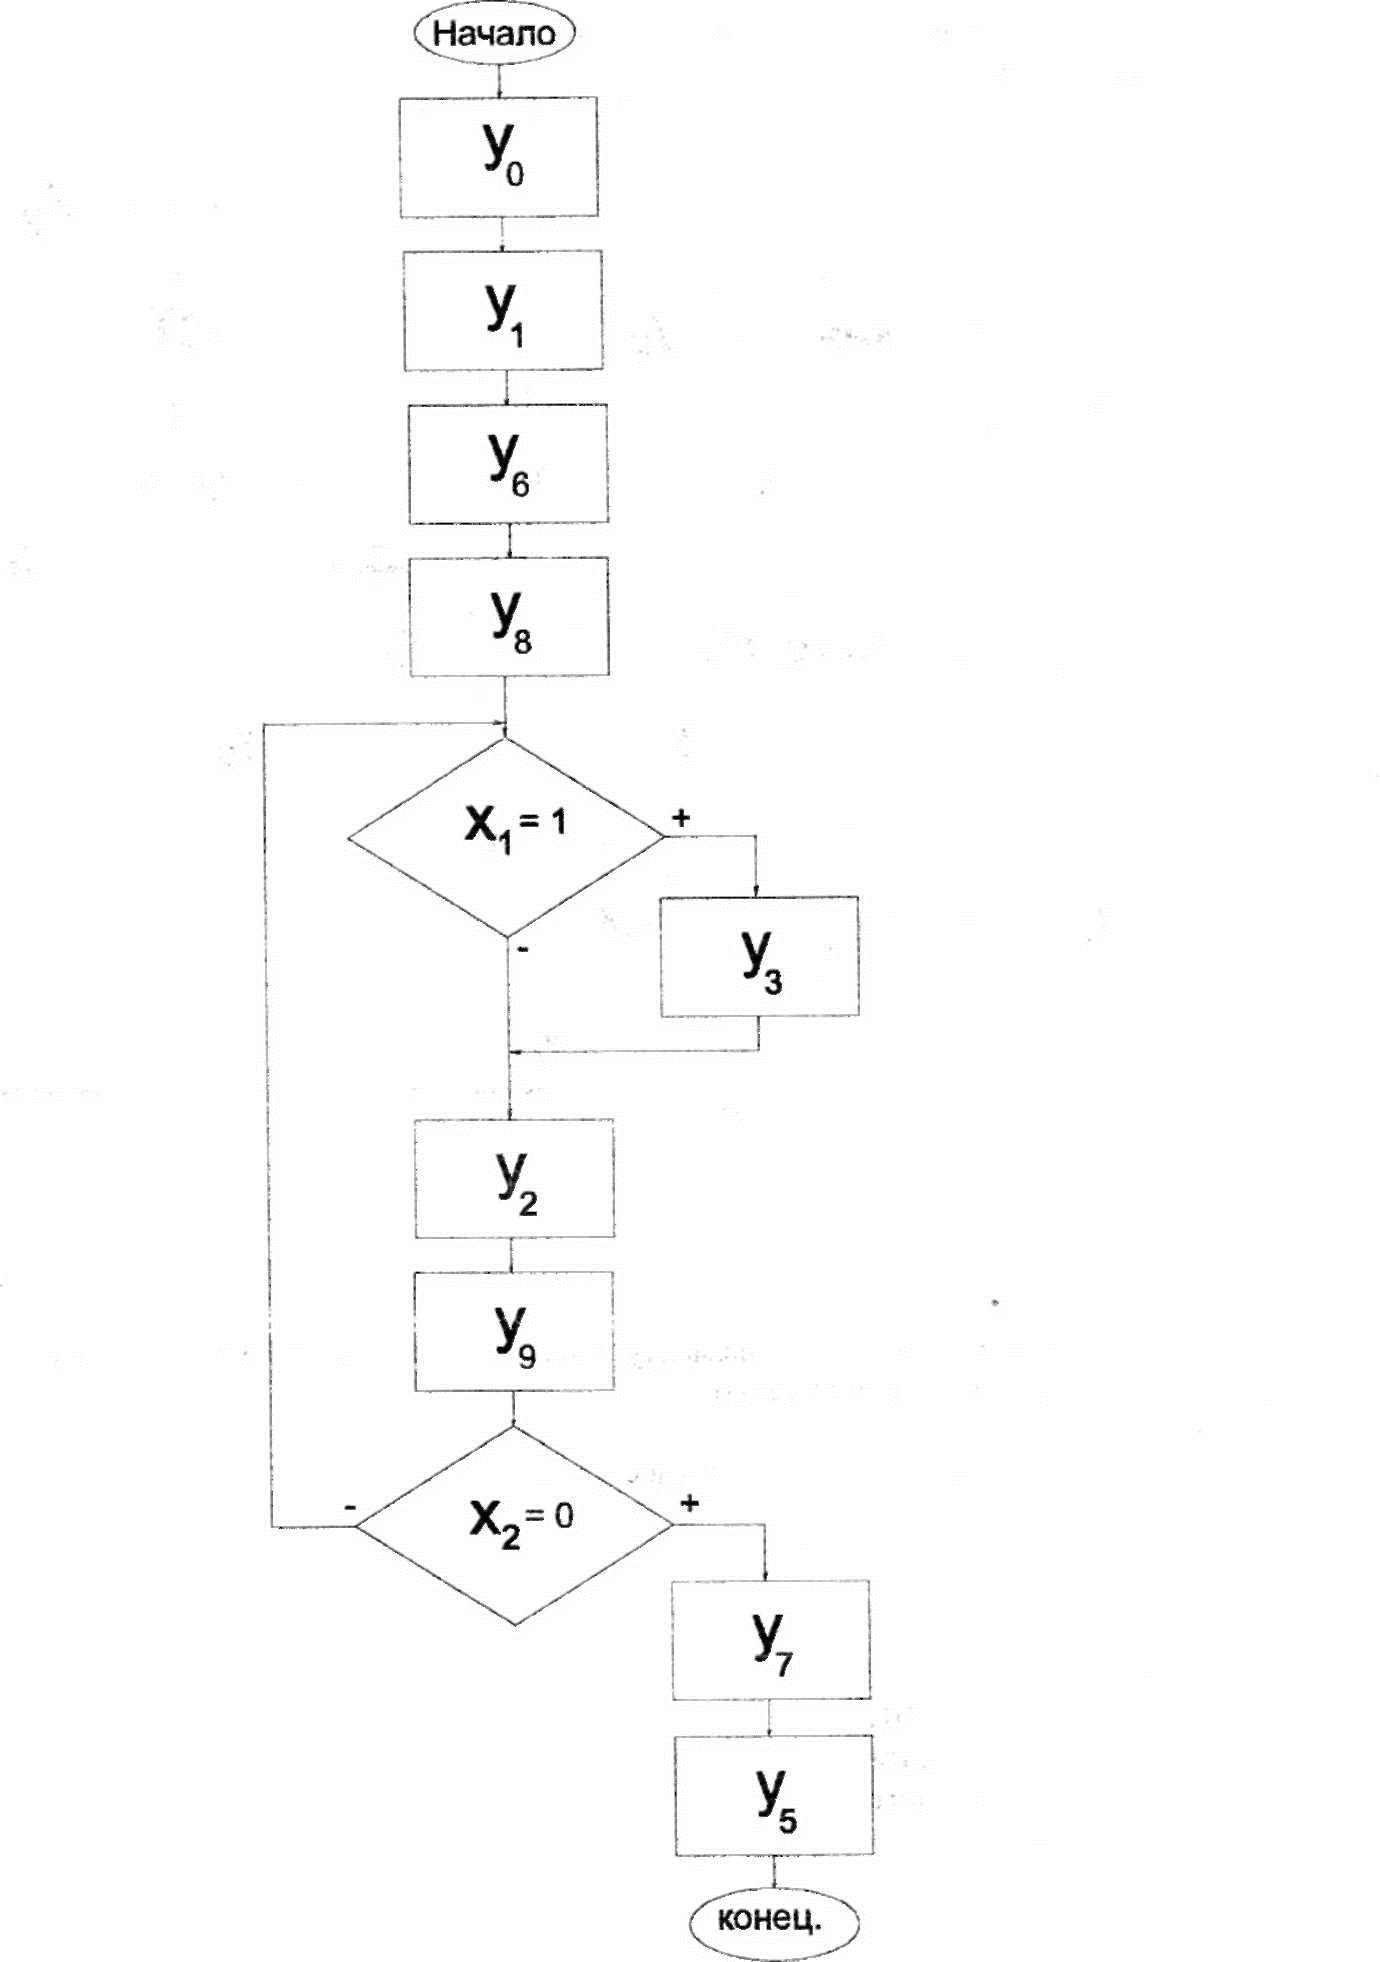 Начало
y0
y1
y6
y8
x1 = 1
+
-
y3
y2
y9
x2 = 0
-
+
y7
y5
конец.